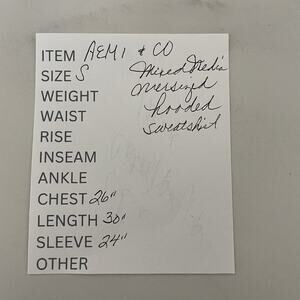 ITEM AEMI & CO
SIZE S
Mixed Media
oversized
hooded
sweatshirt
WEIGHT
WAIST
RISE
INSEAM
ANKLE
CHEST 26"
LENGTH 30"
SLEEVE 24"
OTHER